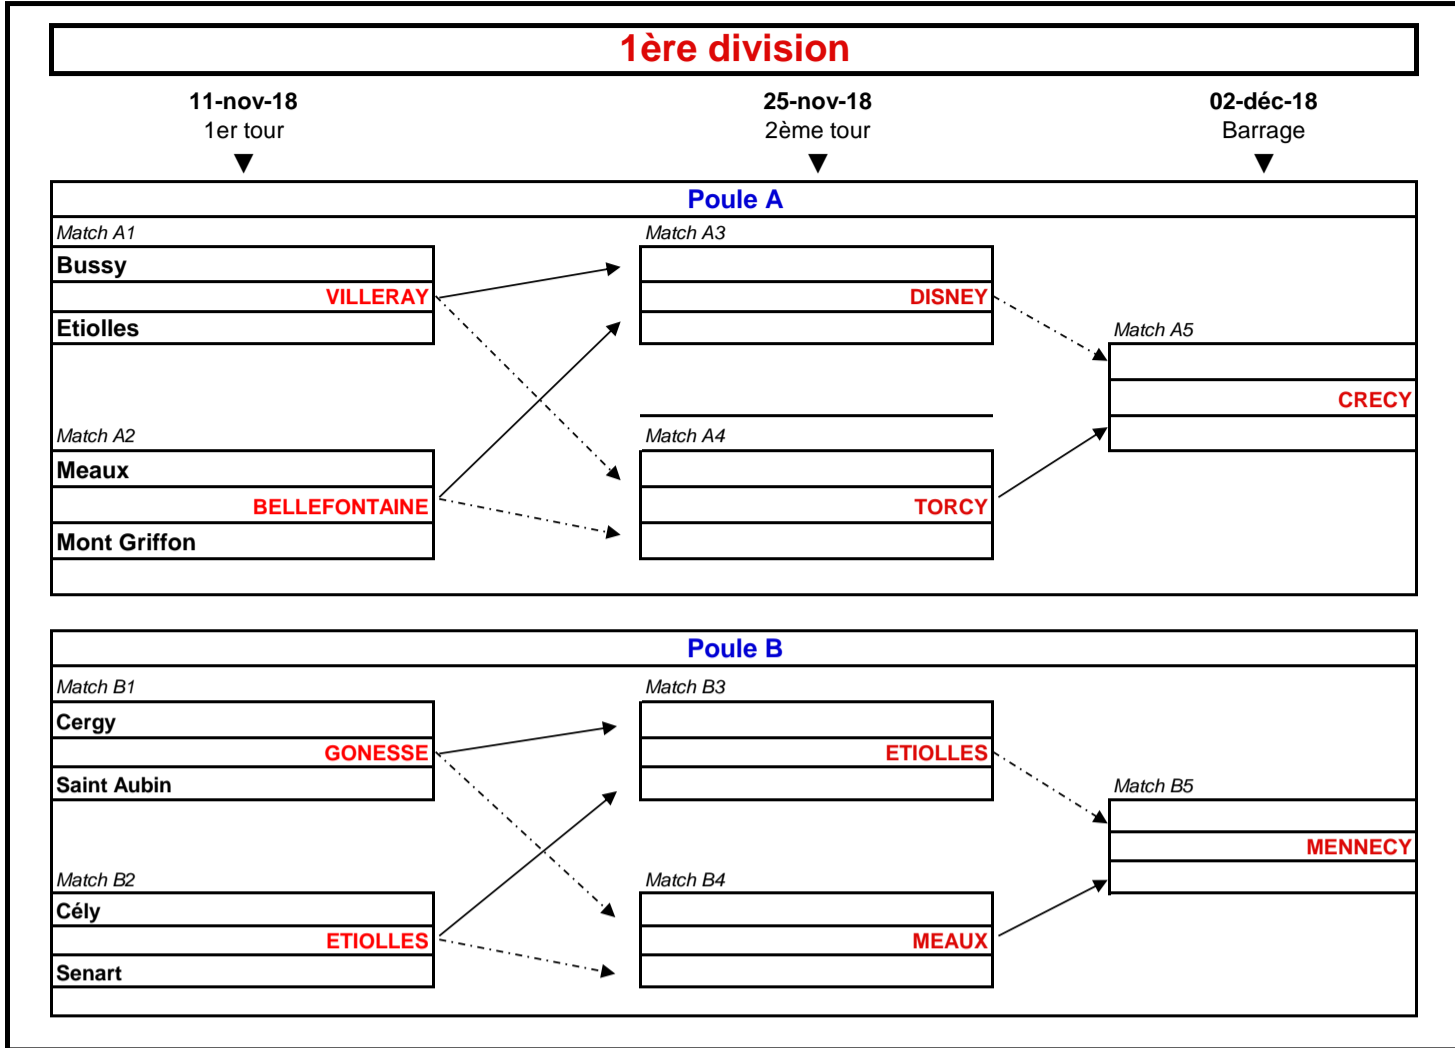 1ère division
11-nov-18 25-nov-18 02-déc-18
1er tour 2ème tour Barrage
Poule A
Match A1 Match A3
Bussy
VILLERAY DISNEY
Etiolles Match A5
CRECY
Match A2 Match A4
Meaux
BELLEFONTAINE TORCY
Mont Griffon
Poule B
Match B1 Match B3
Cergy
GONESSE ETIOLLES
Saint Aubin Match B5
MENNECY
Match B2 Match B4
Cély
ETIOLLES MEAUX
Senart